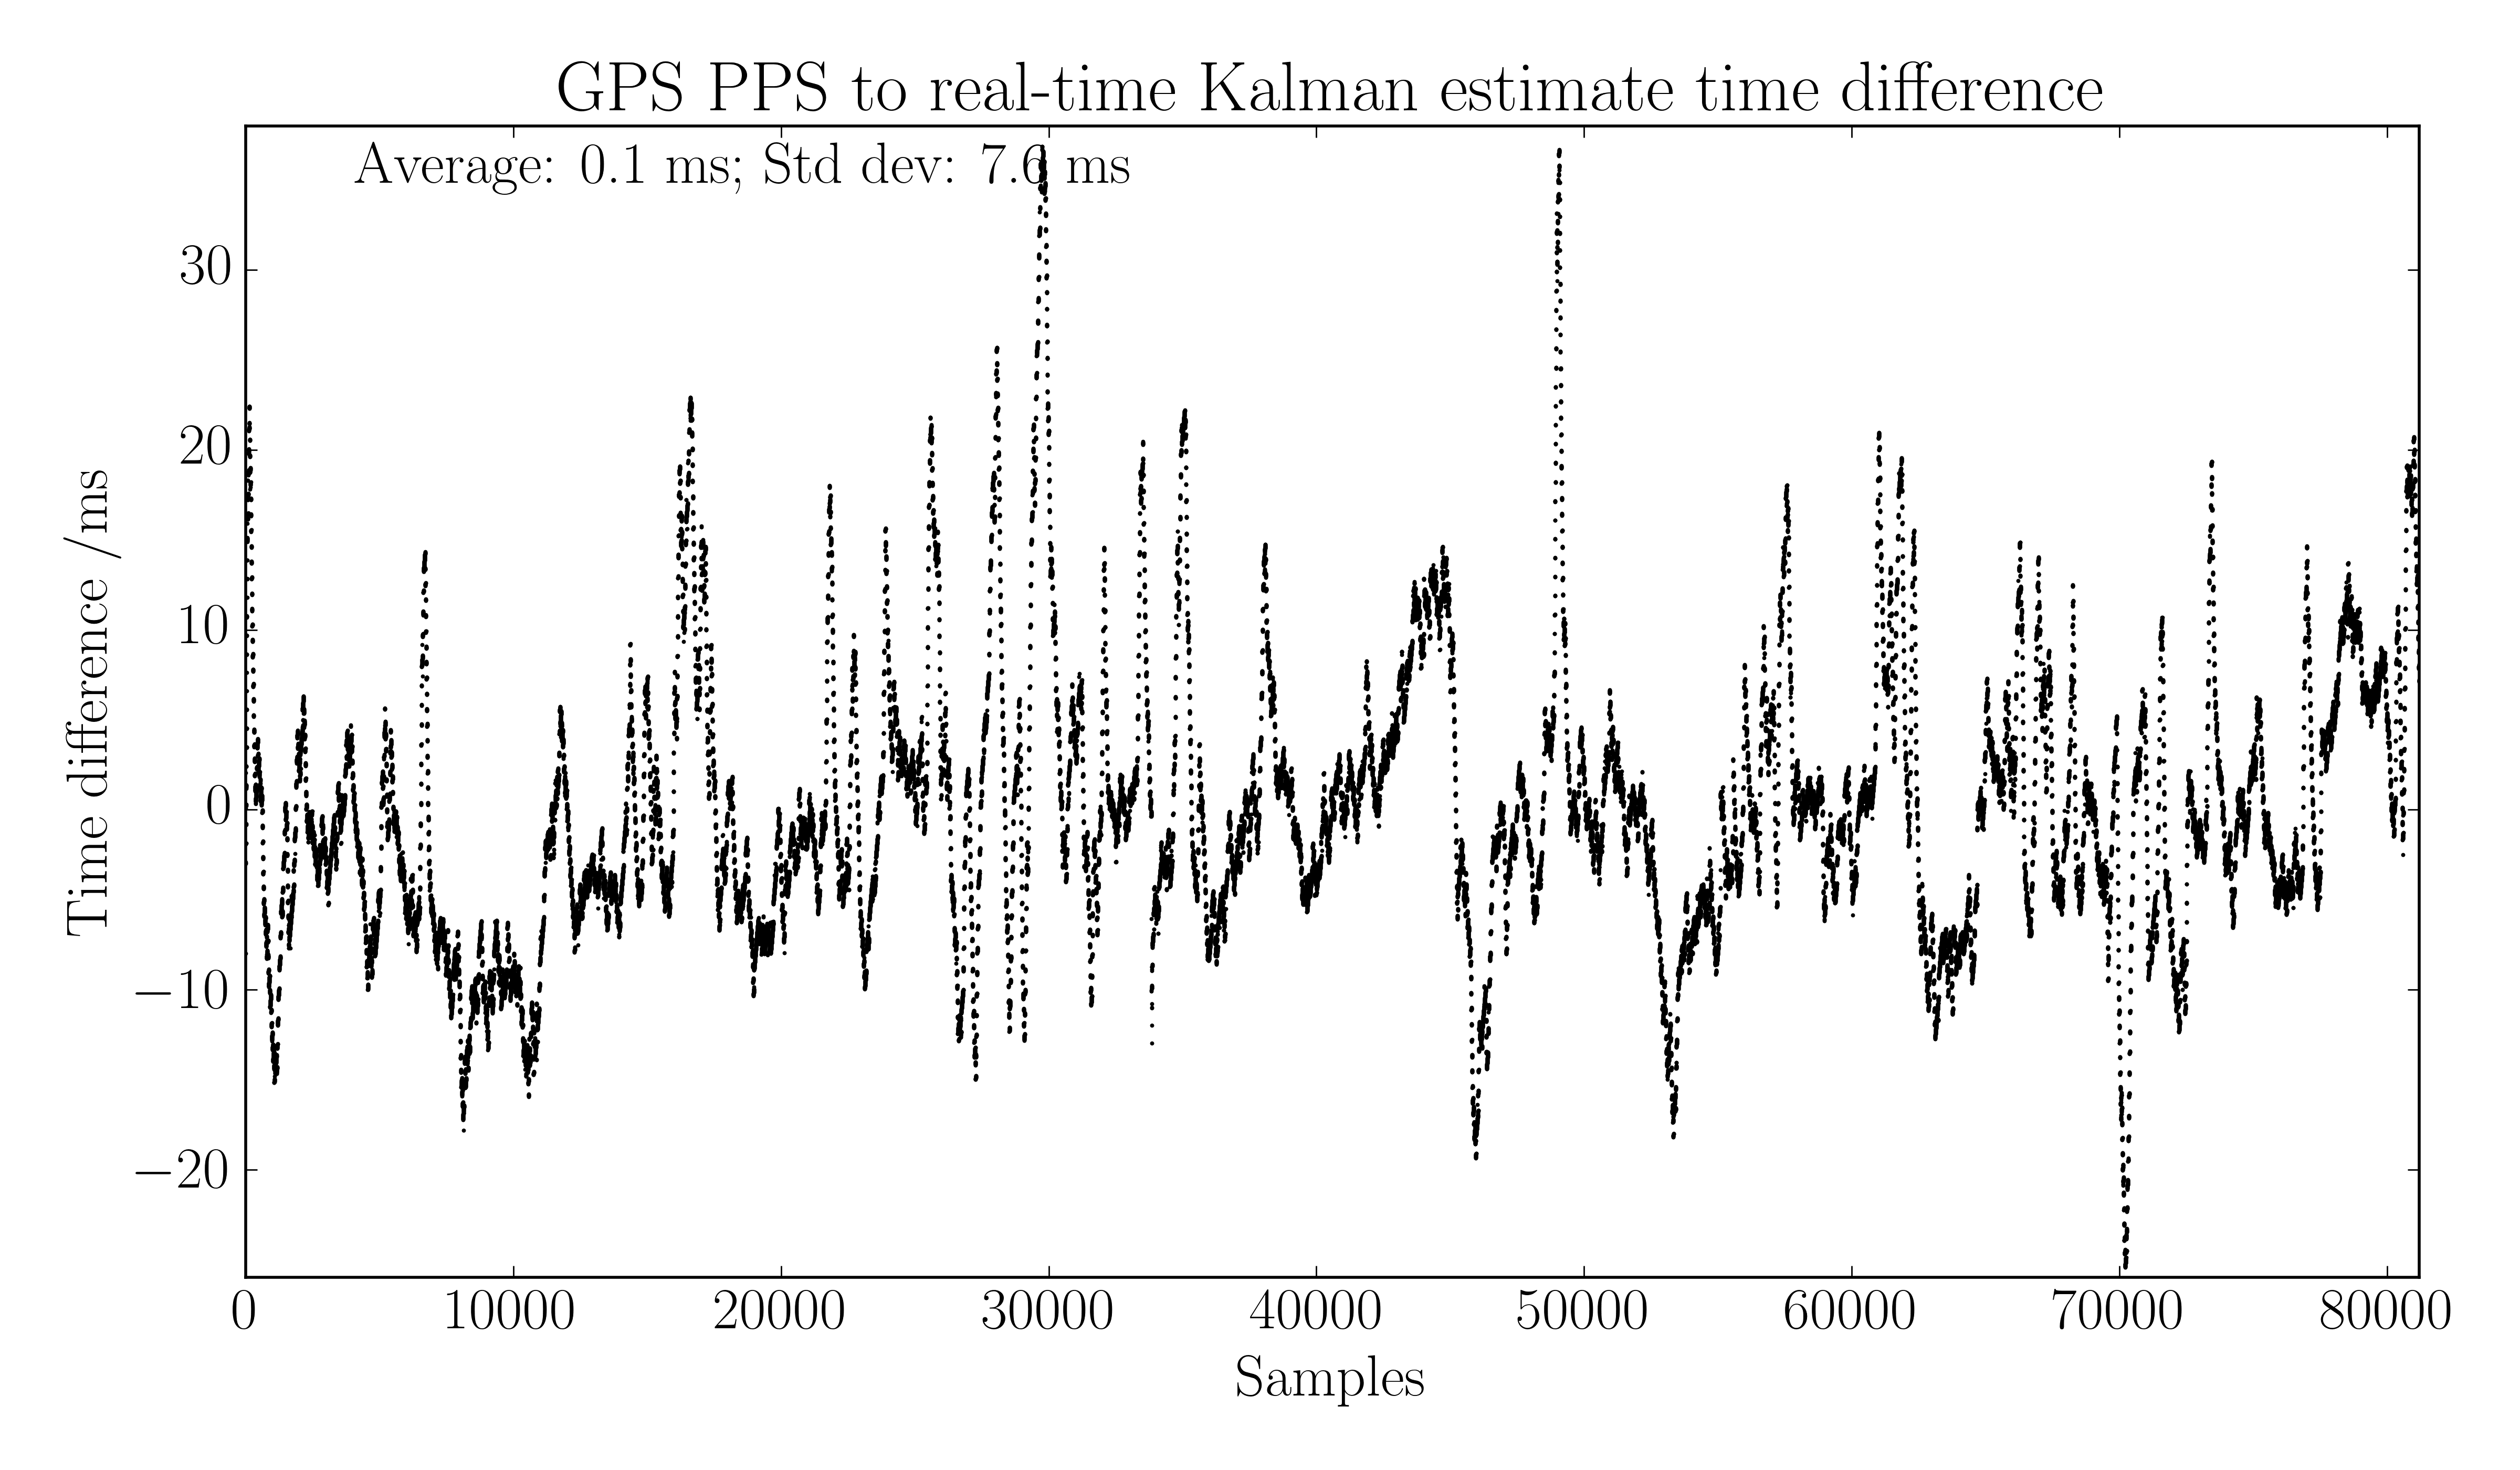 GPS PPS to real-time Kalman estimate time difference
Average: 0.1 ms; Std dev: 7.6 ms
Time difference /ms
30
20
10
0
−10
−20
0 10000 20000 30000 40000 50000 60000 70000 80000
Samples